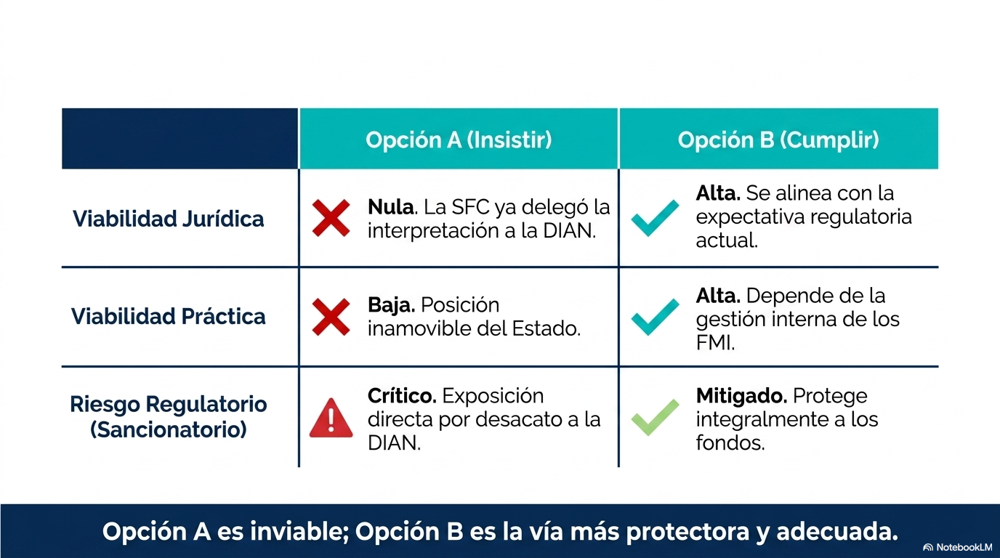 Opción A (Insistir)
Opción B (Cumplir)
Viabilidad Jurídica
Nula. La SFC ya delegó la
interpretación a la DIAN.
Alta. Se alinea con la
expectativa regulatoria
actual.
Viabilidad Práctica
Baja. Posición
inamovible del Estado.
Alta. Depende de la
gestión interna de los
FMI.
Riesgo Regulatorio
(Sancionatorio)
Crítico. Exposición
directa por desacato a la
DIAN.
Mitigado. Protege
integralmente a los
fondos.
Opción A es inviable; Opción B es la vía más protectora y adecuada.
NotebookLM